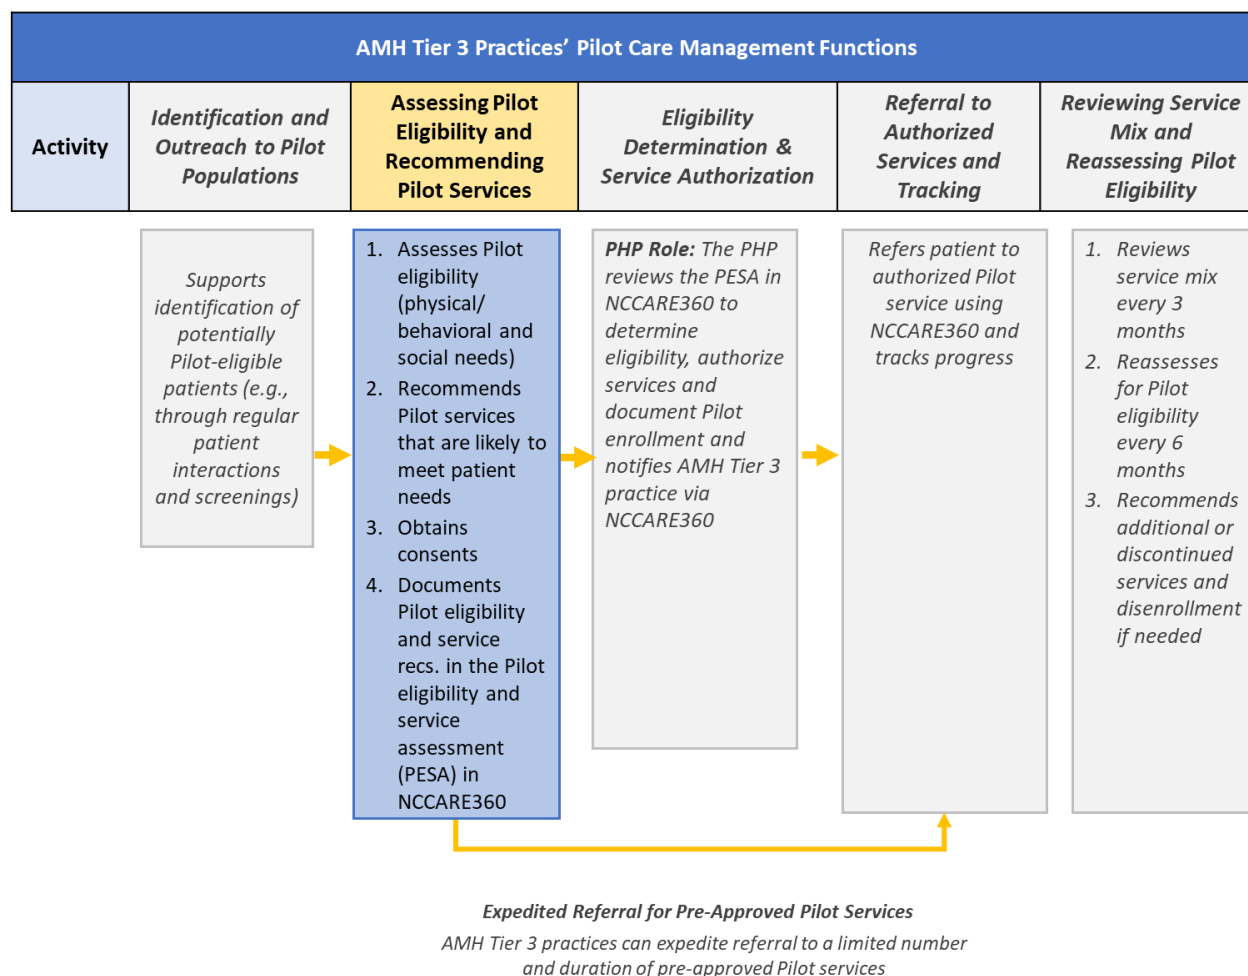 AMH Tier 3 Practices' Pilot Care Management Functions
Activity
Identification and
Outreach to Pilot
Populations
Assessing Pilot
Eligibility and
Recommending
Pilot Services
Eligibility
Determination &
Service Authorization
Referral to
Authorized
Services and
Tracking
Reviewing Service
Mix and
Reassessing Pilot
Eligibility
Supports
identification of
potentially
Pilot-eligible
patients (e.g.,
through regular
patient
interactions
and screenings)
1. Assesses Pilot
eligibility
(physical/
behavioral and
social needs)
2. Recommends
Pilot services
that are likely to
meet patient
needs
3. Obtains
consents
4. Documents
Pilot eligibility
and service
recs. in the Pilot
eligibility and
service
assessment
(PESA) in
NCCARE360
PHP Role: The PHP
reviews the PESA in
NCCARE360 to
determine
eligibility, authorize
services and
document Pilot
enrollment and
notifies AMH Tier 3
practice via
NCCARE360
Refers patient to
authorized Pilot
service using
NCCARE360 and
tracks progress
1. Reviews
service mix
every 3
months
2. Reassesses
for Pilot
eligibility
every 6
months
3. Recommends
additional or
discontinued
services and
disenrollment
if needed
Expedited Referral for Pre-Approved Pilot Services
AMH Tier 3 practices can expedite referral to a limited number
and duration of pre-approved Pilot services